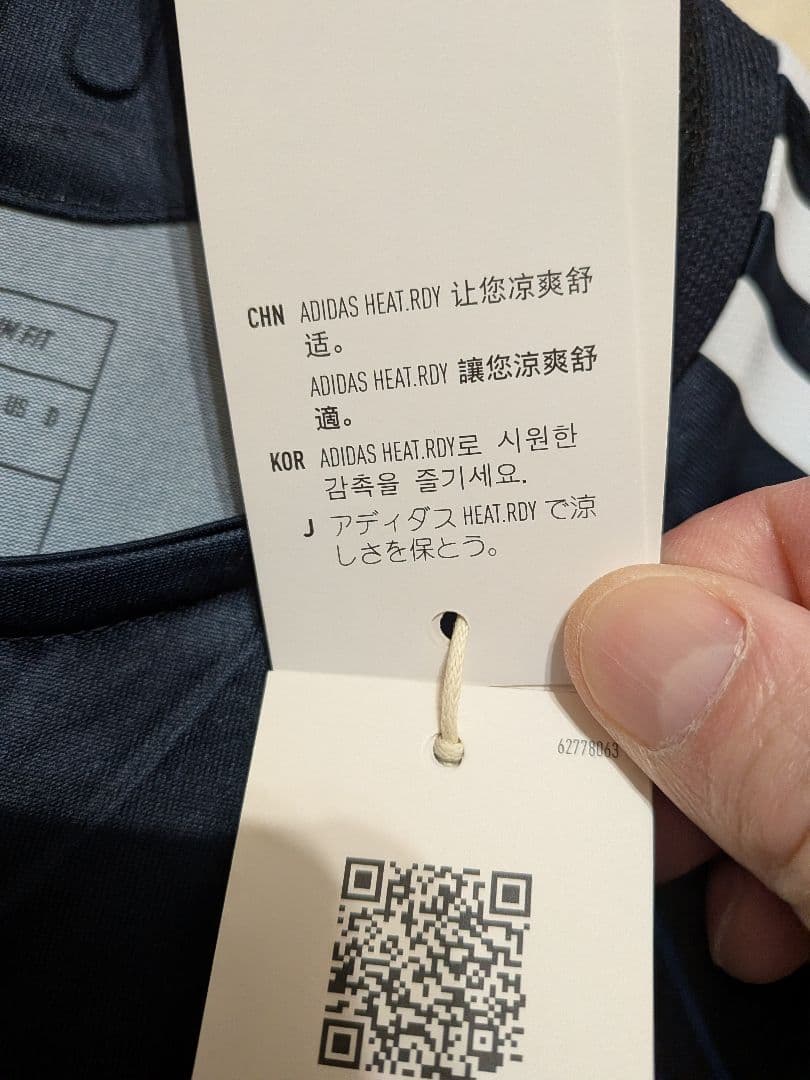 CHN ADIDAS HEAT.RDY 让您凉爽舒
适。
ADIDAS HEAT.RDY 讓您涼爽舒
適。
KOR ADIDAS HEAT.RDY로 시원한
감촉을 즐기세요.
J アディダス HEAT.RDY で涼
しさを保とう。
62778063
FIT
US